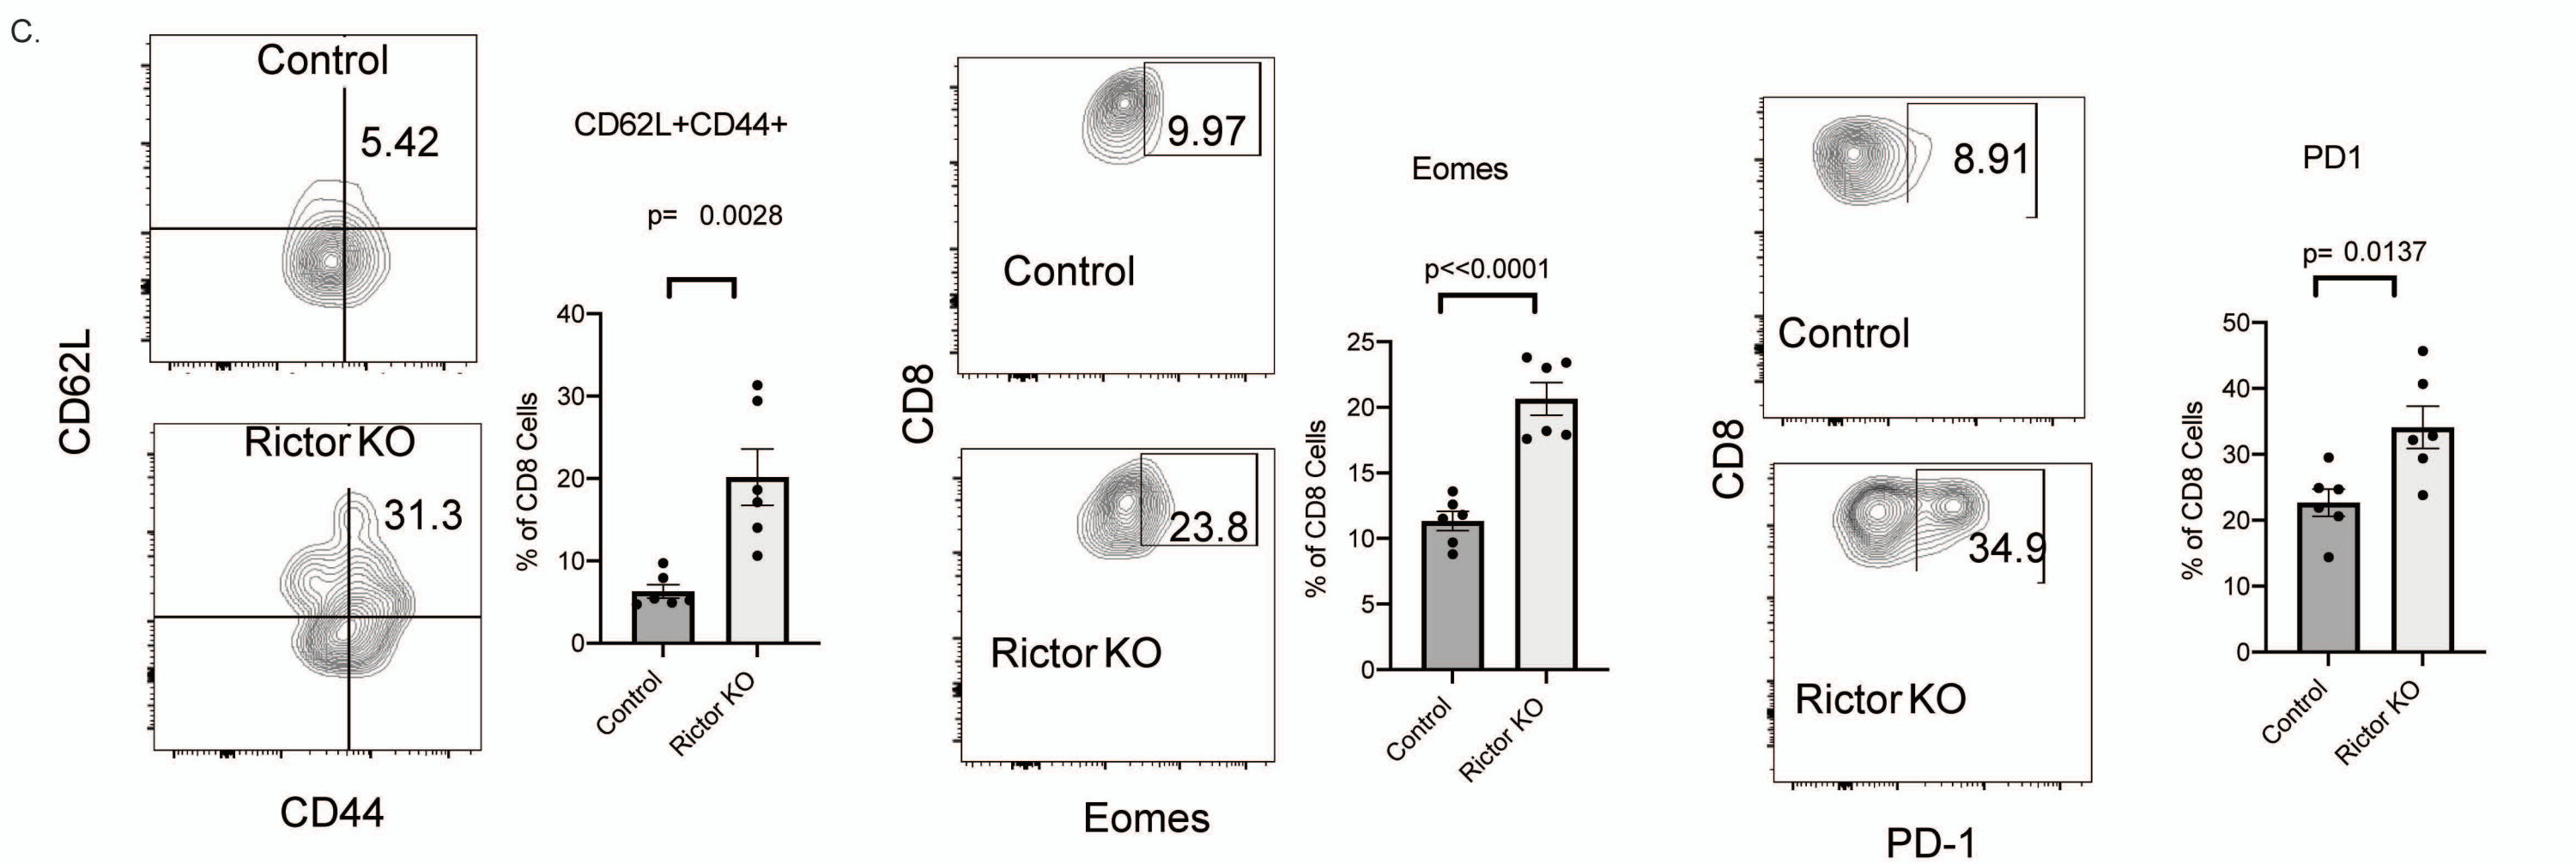 C.
Control
5.42
CD62L
Rictor KO
31.3
CD44
CD62L+CD44+
p= 0.0028
% of CD8 Cells
40
30
20
10
0
Control
Rictor KO
9.97
Control
CD8
23.8
Rictor KO
Eomes
Eomes
p<<0.0001
% of CD8 Cells
25
20
15
10
5
0
Control
Rictor KO
8.91
Control
CD8
34.9
Rictor KO
PD-1
PD1
p= 0.0137
% of CD8 Cells
50
40
30
20
10
0
Control
Rictor KO